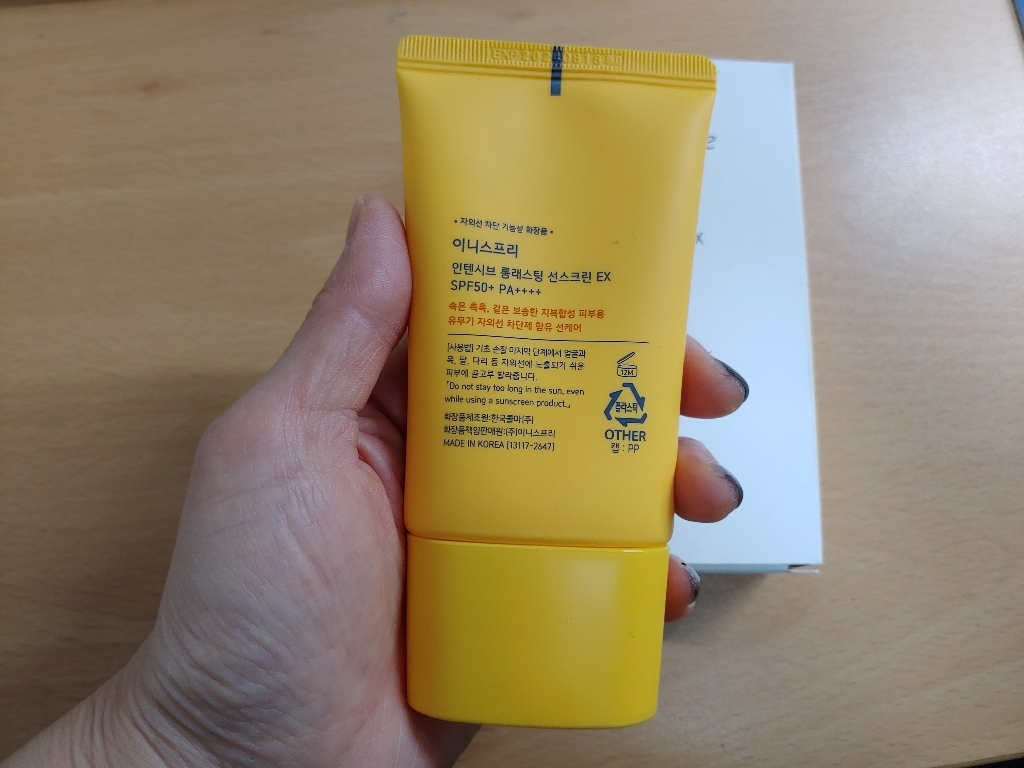 • 자외선 차단 기능성 화장품 •
이니스프리
인텐시브 롱래스팅 선스크린 EX
SPF50+ PA++++
속은 촉촉, 겉은 보송한 지복합성 피부용
유무기 자외선 차단제 함유 선케어
[사용법] 기초 손질 마지막 단계에서 얼굴과
목, 팔, 다리 등 자외선에 노출되기 쉬운
피부에 골고루 발라줍니다.
「Do not stay too long in the sun, even
while using a sunscreen product.」
화장품제조원:한국콜마(주)
화장품책임판매원:(주)이니스프리
MADE IN KOREA [13117-2647]
12M
플라스틱
OTHER
캡 : PP